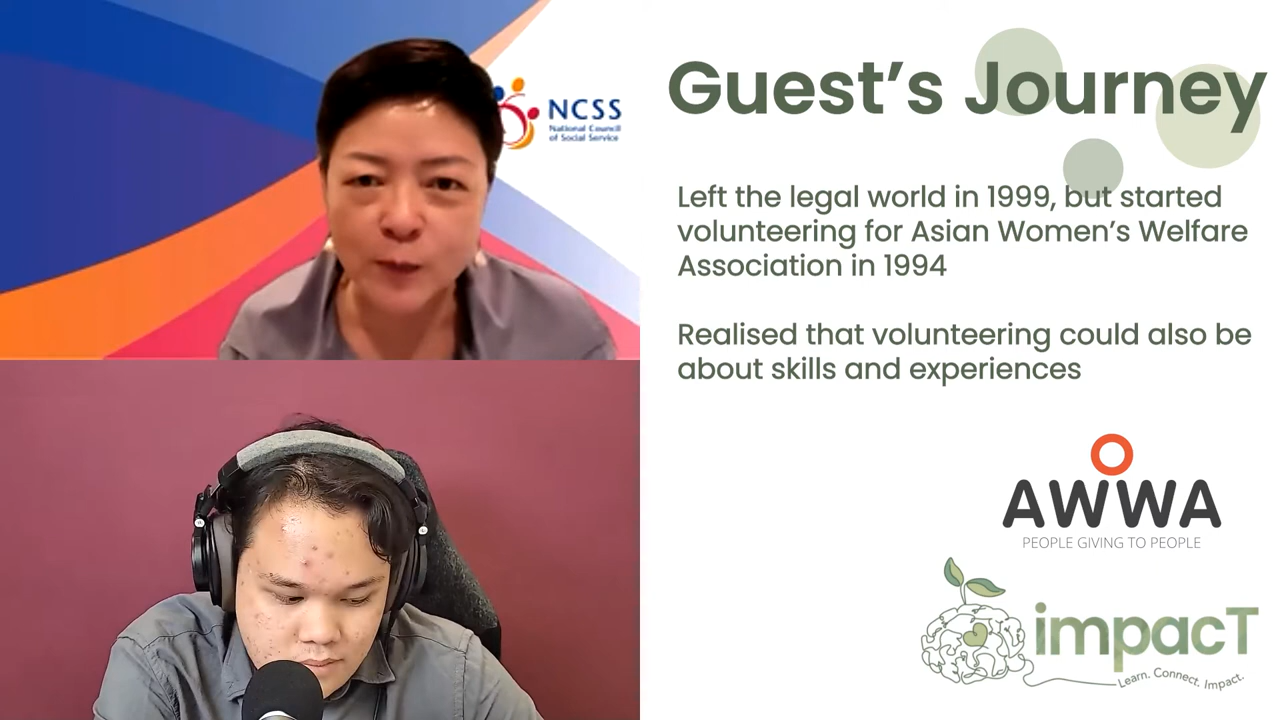 NCSS
National Council
of Social Service
Guest's Journey
Left the legal world in 1999, but started
volunteering for Asian Women's Welfare
Association in 1994
Realised that volunteering could also be
about skills and experiences
AWWA
PEOPLE GIVING TO PEOPLE
impacT
Learn. Connect. Impact.